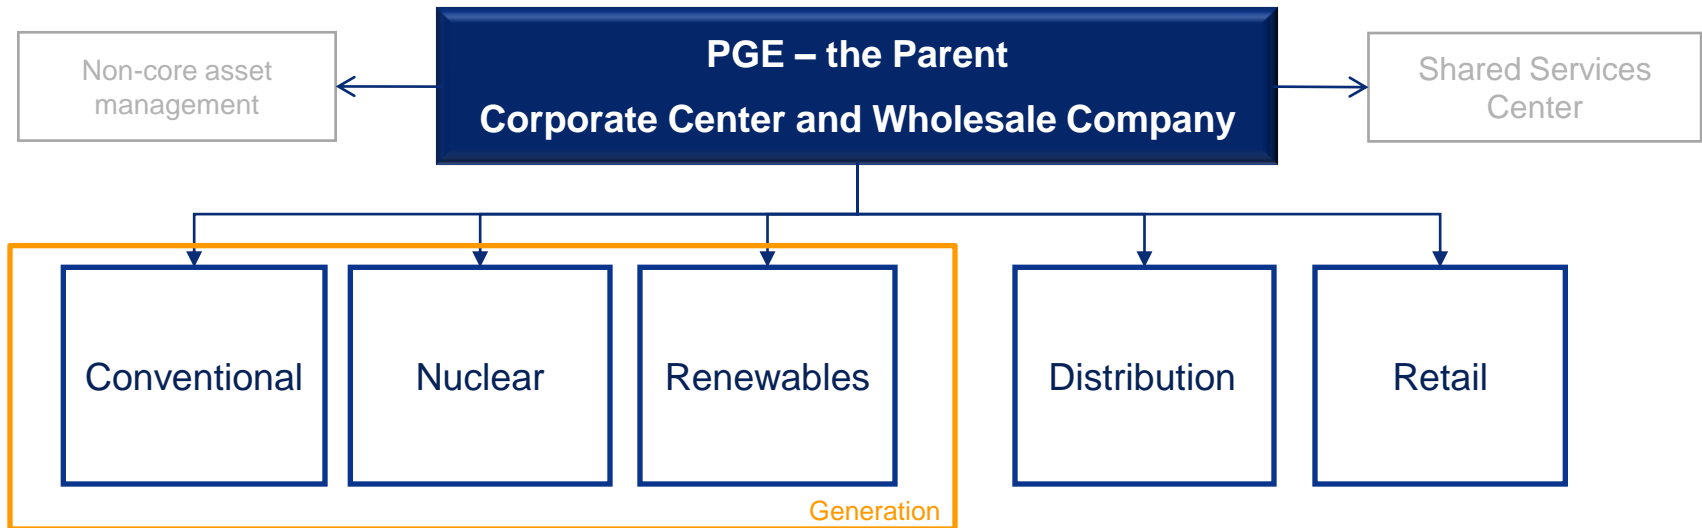 Non-core asset
management
PGE – the Parent
Corporate Center and Wholesale Company
Shared Services
Center
Conventional
Nuclear
Renewables
Distribution
Retail
Generation